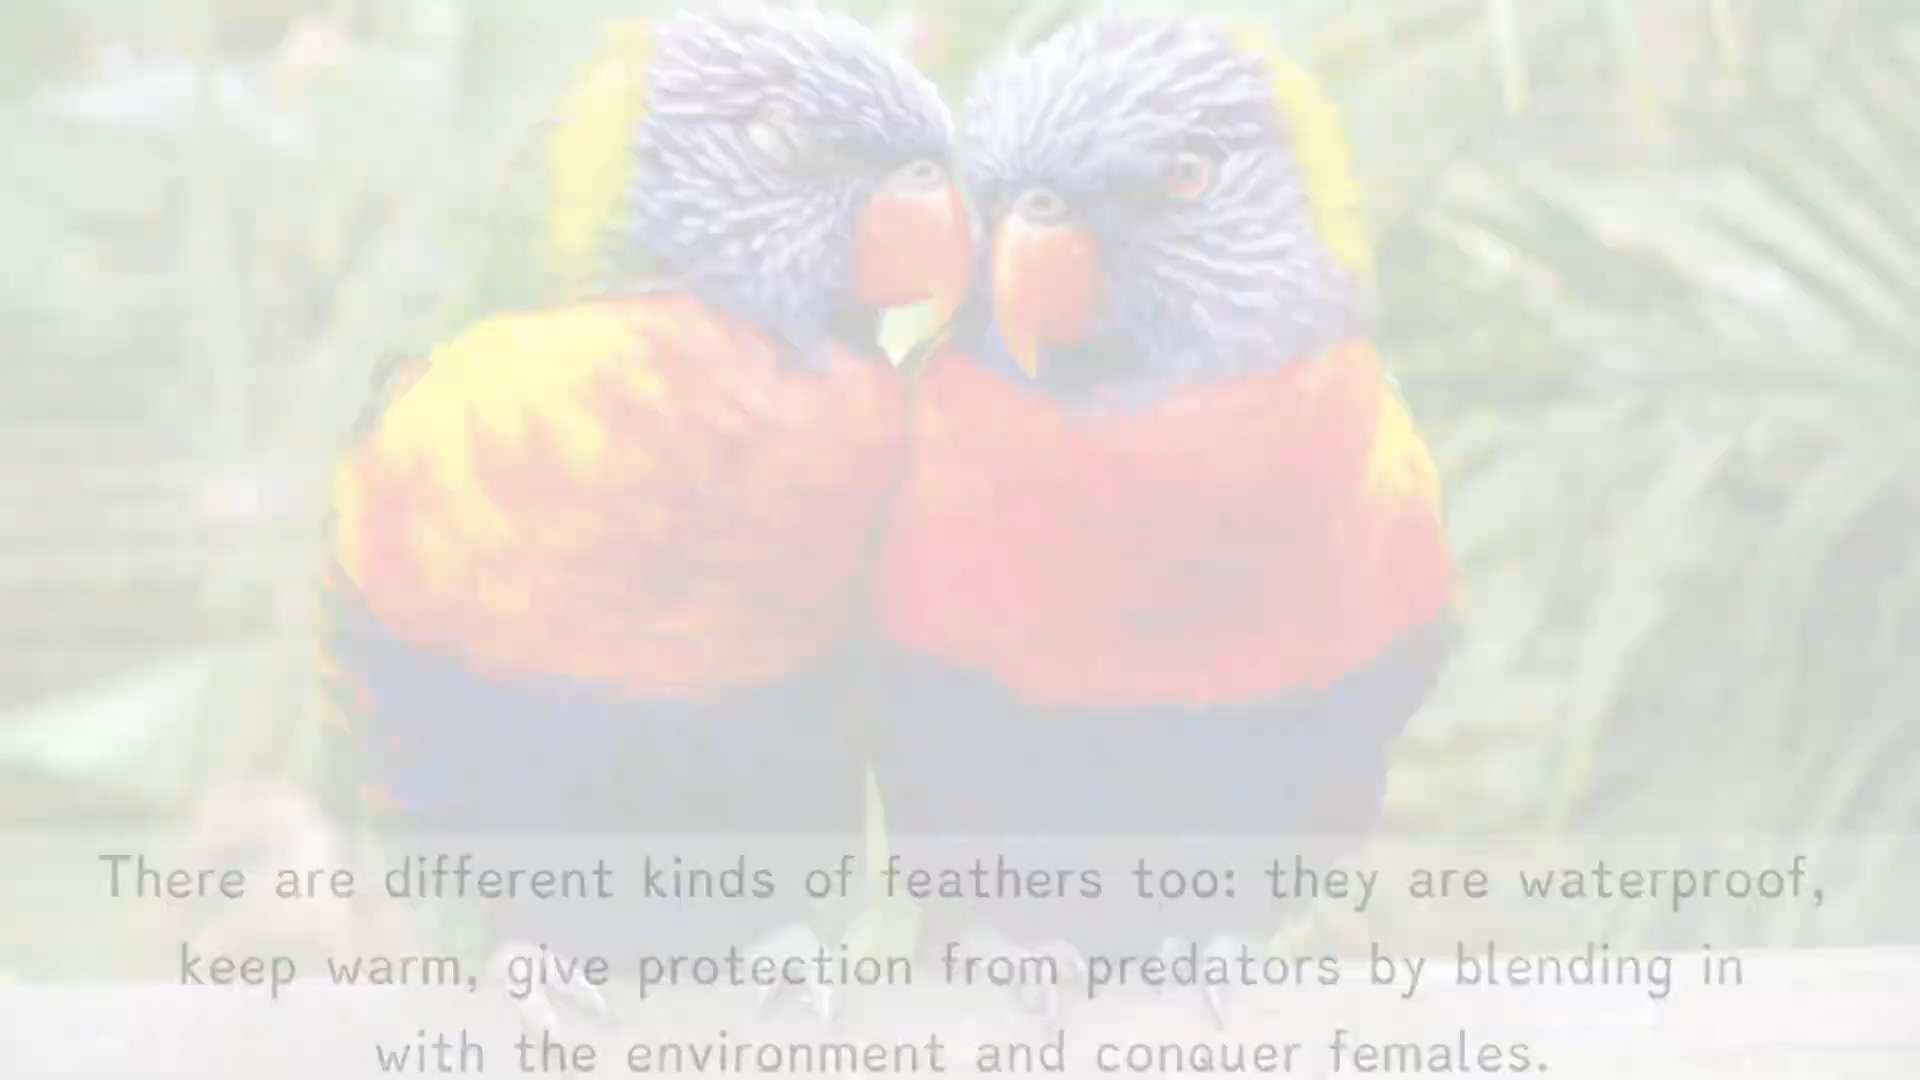 There are different kinds of feathers too: they are waterproof,
keep warm, give protection from predators by blending in
with the environment and conquer females.